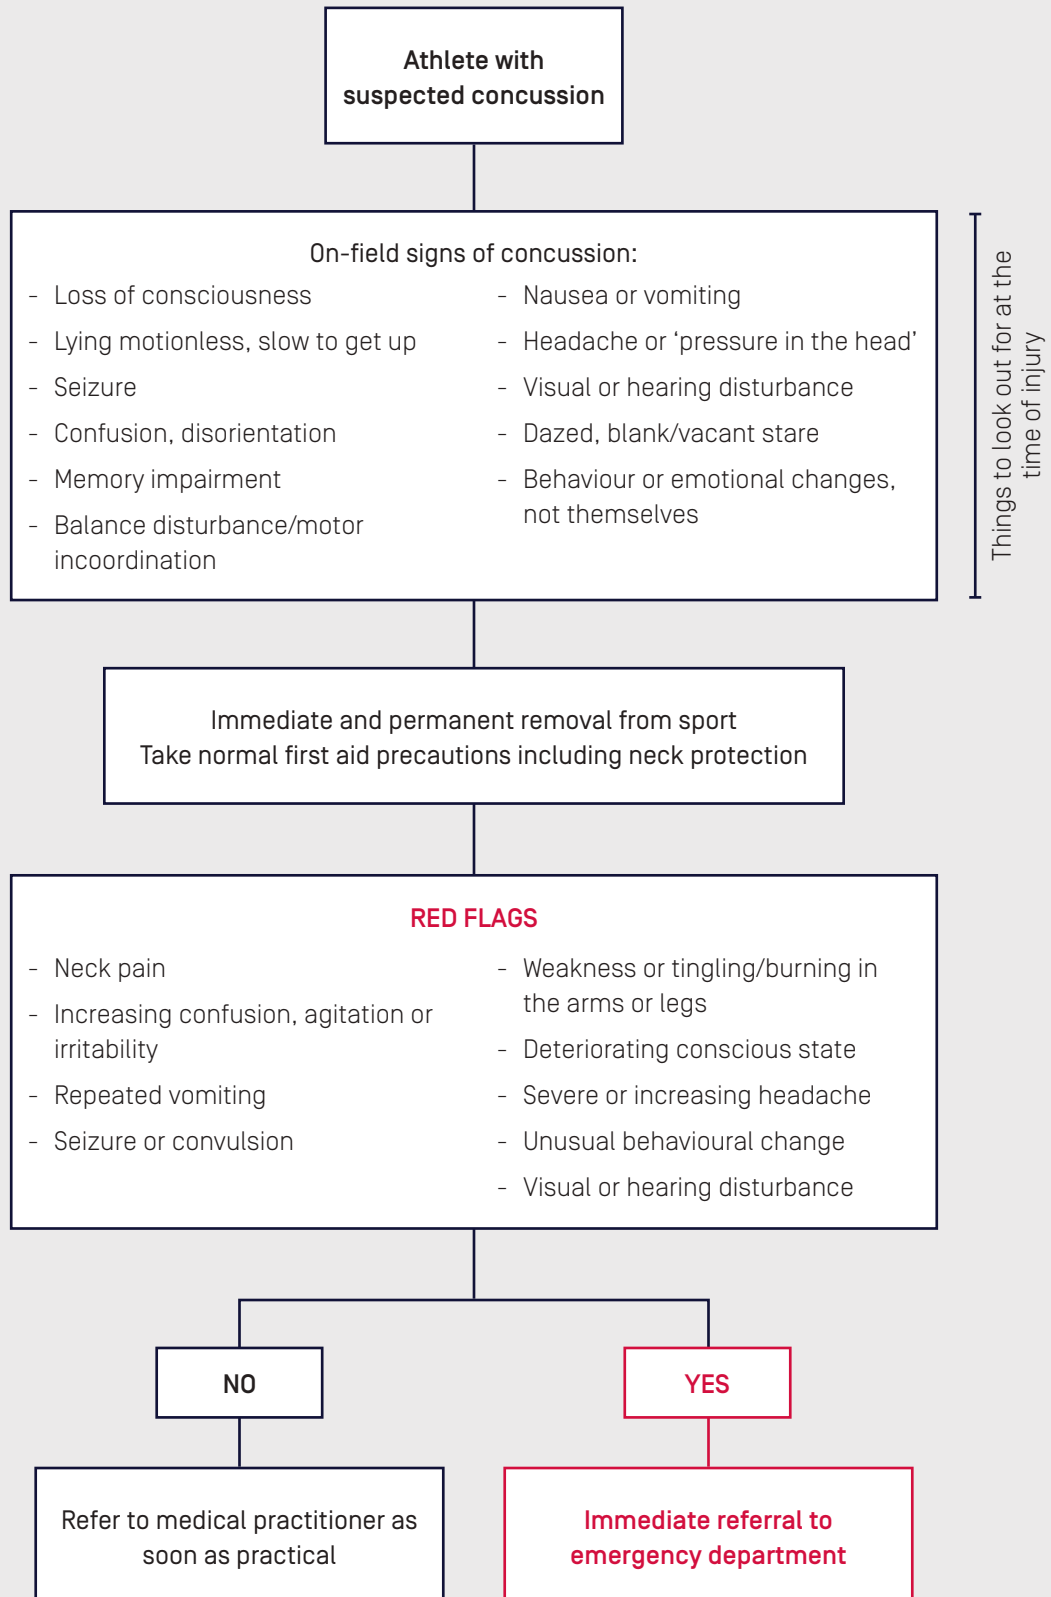 Athlete with
suspected concussion
On-field signs of concussion:
- Loss of consciousness
- Lying motionless, slow to get up
- Seizure
- Confusion, disorientation
- Memory impairment
- Balance disturbance/motor
incoordination
- Nausea or vomiting
- Headache or ‘pressure in the head’
- Visual or hearing disturbance
- Dazed, blank/vacant stare
- Behaviour or emotional changes,
not themselves
Things to look out for at the
time of injury
Immediate and permanent removal from sport
Take normal first aid precautions including neck protection
RED FLAGS
- Neck pain
- Increasing confusion, agitation or
irritability
- Repeated vomiting
- Seizure or convulsion
- Weakness or tingling/burning in
the arms or legs
- Deteriorating conscious state
- Severe or increasing headache
- Unusual behavioural change
- Visual or hearing disturbance
NO
YES
Refer to medical practitioner as
soon as practical
Immediate referral to
emergency department